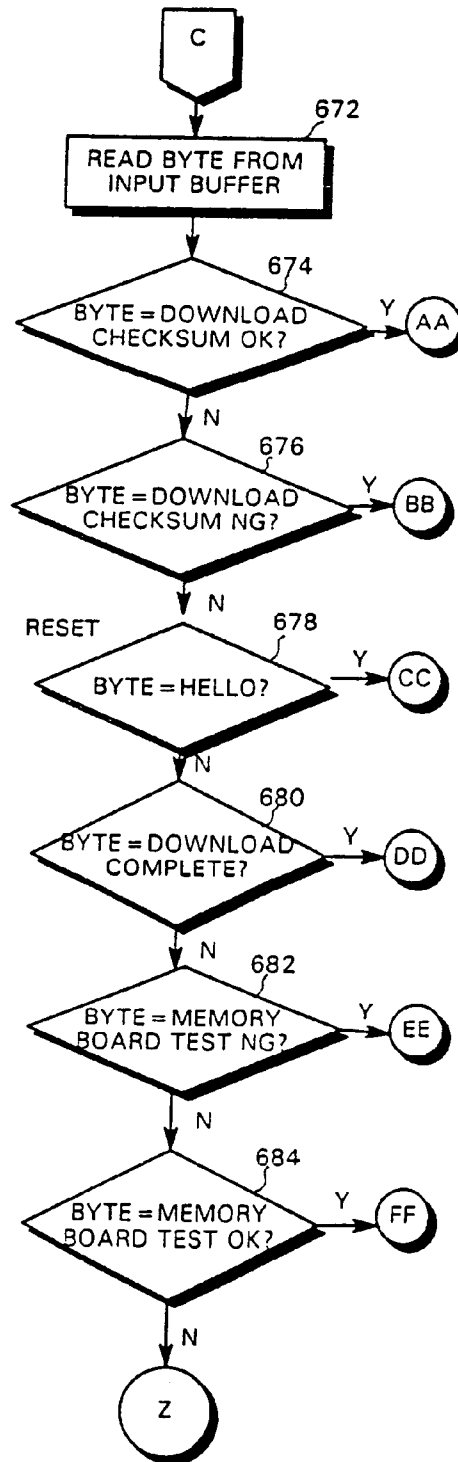 C
672
READ BYTE FROM
INPUT BUFFER
674
BYTE=DOWNLOAD
CHECKSUM OK?
Y
AA
N
676
BYTE=DOWNLOAD
CHECKSUM NG?
Y
BB
N
RESET
678
BYTE=HELLO?
Y
CC
N
680
BYTE=DOWNLOAD
COMPLETE?
Y
DD
N
682
BYTE=MEMORY
BOARD TEST NG?
Y
EE
N
684
BYTE=MEMORY
BOARD TEST OK?
Y
FF
N
Z